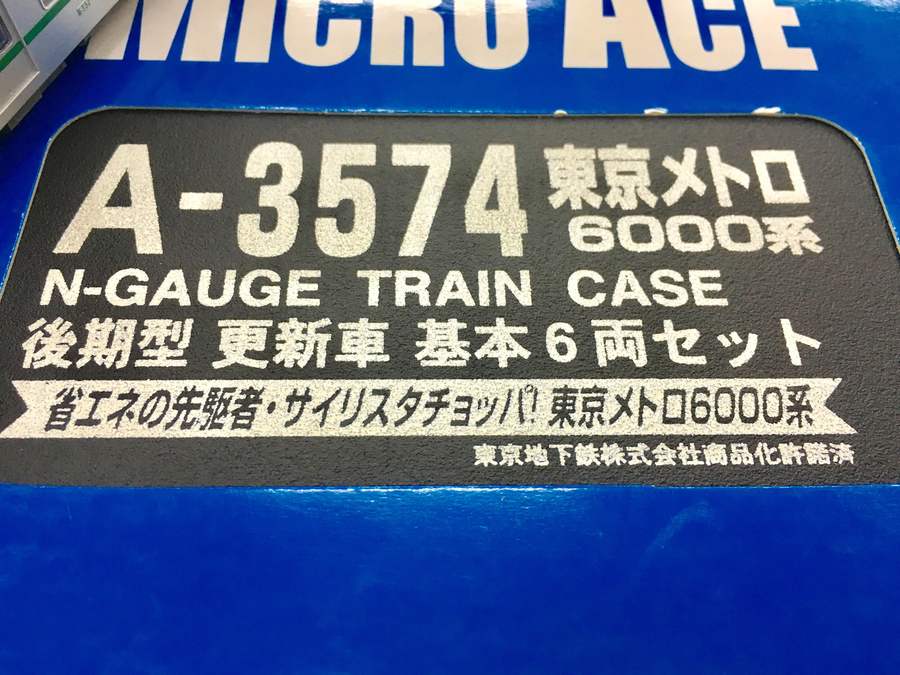 MICRO ACE
A-3574 東京メトロ
6000系
N-GAUGE TRAIN CASE
後期型 更新車 基本6両セット
省エネの先駆者・サイリスタチョッパ! 東京メトロ6000系
東京地下鉄株式会社商品化許諾済